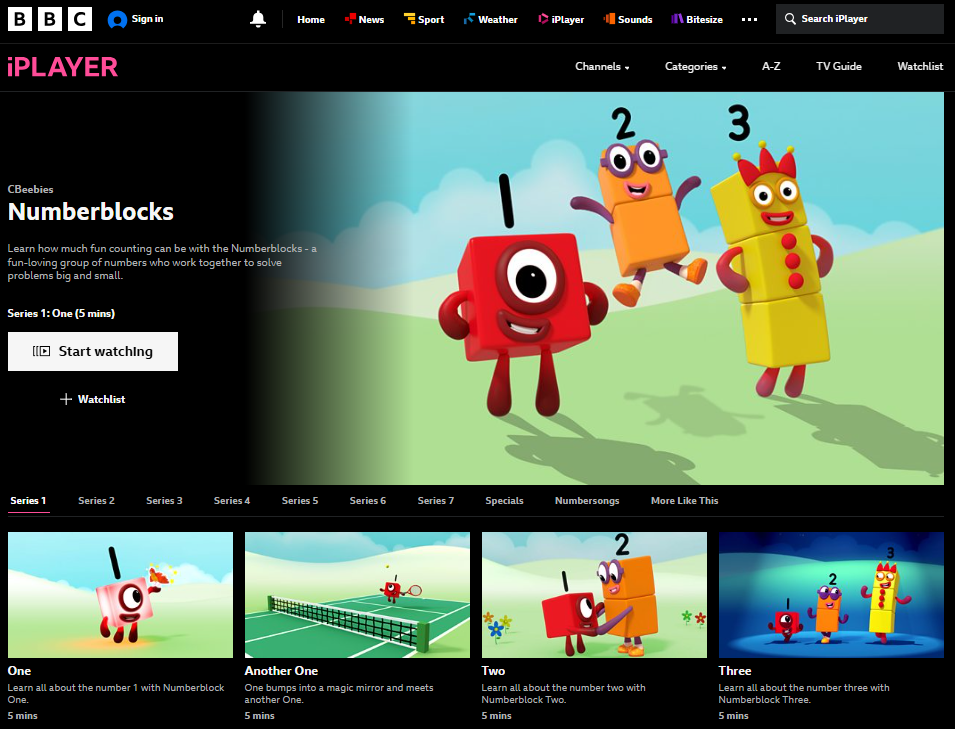 BBC
Sign in
Home
News
Sport
Weather
iPlayer
Sounds
Bitesize
Search iPlayer
iPLAYER
Channels
Categories
A-Z
TV Guide
Watchlist
1
2
3
CBeebies
Numberblocks
Learn how much fun counting can be with the Numberblocks - a
fun-loving group of numbers who work together to solve
problems big and small.
Series 1: One (5 mins)
Start watching
Watchlist
Series 1
Series 2
Series 3
Series 4
Series 5
Series 6
Series 7
Specials
Numbersongs
More Like This
1
1
1
2
1
2
3
One
Learn all about the number 1 with Numberblock
One.
5 mins
Another One
One bumps into a magic mirror and meets
another One.
5 mins
Two
Learn all about the number two with
Numberblock Two.
5 mins
Three
Learn all about the number three with
Numberblock Three.
5 mins